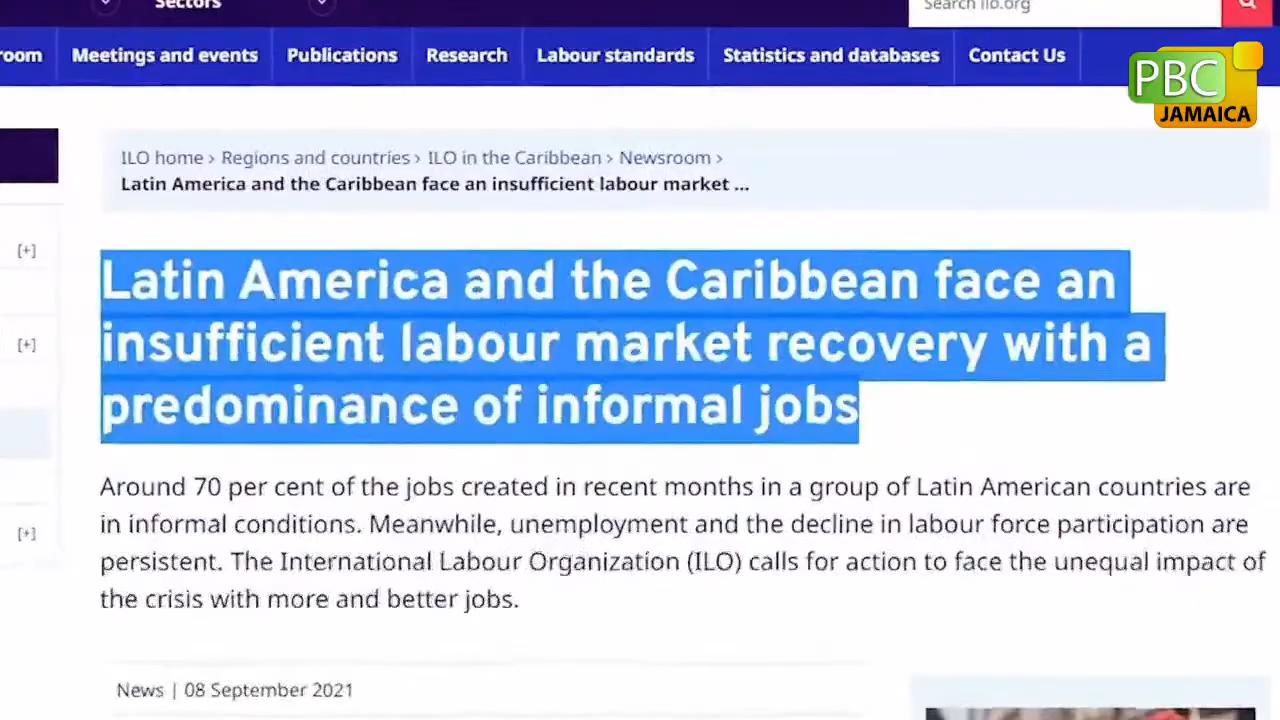 Sectors
Search ilo.org
room
Meetings and events
Publications
Research
Labour standards
Statistics and databases
Contact Us
PBC
JAMAICA
ILO home › Regions and countries › ILO in the Caribbean › Newsroom ›
Latin America and the Caribbean face an insufficient labour market ...
[+]
[+]
[+]
Latin America and the Caribbean face an
insufficient labour market recovery with a
predominance of informal jobs
Around 70 per cent of the jobs created in recent months in a group of Latin American countries are
in informal conditions. Meanwhile, unemployment and the decline in labour force participation are
persistent. The International Labour Organization (ILO) calls for action to face the unequal impact of
the crisis with more and better jobs.
News | 08 September 2021